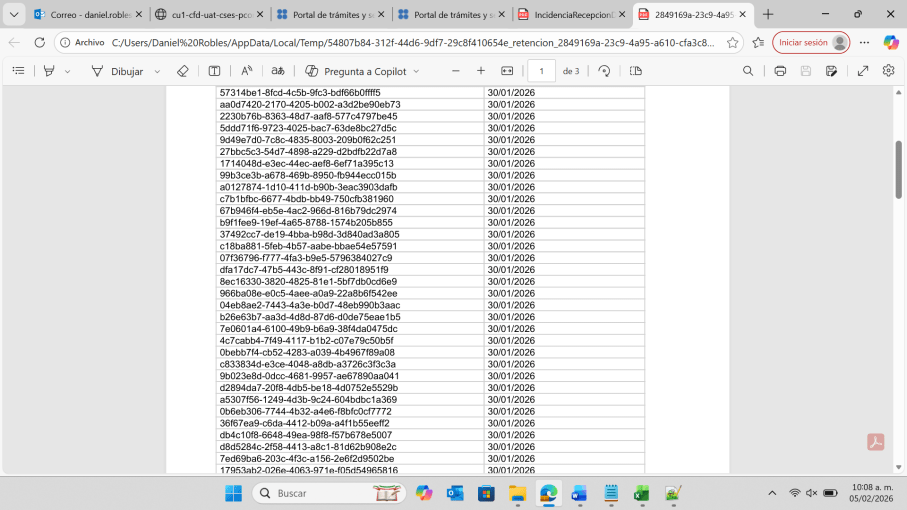 Correo - daniel.robles
cu1-cfd-uat-cses-pco
Portal de trámites y se
Portal de trámites y se
IncidenciaRecepcionD
2849169a-23c9-4a95
Archivo C:/Users/Daniel%20Robles/AppData/Local/Temp/54807b84-312f-44d6-9df7-29c8f410654e_retencion_2849169a-23c9-4a95-a610-cfa3c8...
Iniciar sesión
Dibujar
Pregunta a Copilot
1 de 3
57314be1-8fcd-4c5b-9fc3-bdf66b0ffff5 30/01/2026
aa0d7420-2170-4205-b002-a3d2be90eb73 30/01/2026
2230b76b-8363-48d7-aaf8-577c4797be45 30/01/2026
5ddd71f6-9723-4025-bac7-63de8bc27d5c 30/01/2026
9d49e7d0-7c8c-4835-8003-209b0f62c251 30/01/2026
27bbc5c3-54d7-4898-a229-d2bdfb22d7a8 30/01/2026
1714048d-e3ec-44ec-aef8-6ef71a395c13 30/01/2026
99b3ce3b-a678-469b-8950-fb944ecc015b 30/01/2026
a0127874-1d10-411d-b90b-3eac3903dafb 30/01/2026
c7b1bfbc-6677-4bdb-bb49-750cfb381960 30/01/2026
67b946f4-eb5e-4ac2-966d-816b79dc2974 30/01/2026
b9f1fee9-19ef-4a65-8788-1574b205b855 30/01/2026
37492cc7-de19-4bba-b98d-3d840ad3a805 30/01/2026
c18ba881-5feb-4b57-aabe-bbae54e57591 30/01/2026
07f36796-f777-4fa3-b9e5-5796384027c9 30/01/2026
dfa17dc7-47b5-443c-8f91-cf28018951f9 30/01/2026
8ec16330-3820-4825-81e1-5bf7db0cd6e9 30/01/2026
966ba08e-e0c5-4aee-a0a9-22a8b6f542ee 30/01/2026
04eb8ae2-7443-4a3e-b0d7-48eb990b3aac 30/01/2026
b26e63b7-aa3d-4d8d-87d6-d0de75eae1b5 30/01/2026
7e0601a4-6100-49b9-b6a9-38f4da0475dc 30/01/2026
4c7cabb4-7f49-4117-b1b2-c07e79c50b5f 30/01/2026
0bebb7f4-cb52-4283-a039-4b4967f89a08 30/01/2026
c833834d-e3ce-4048-a8db-a3726c3f3c3a 30/01/2026
9b023e8d-0dcc-4681-9957-ae67890aa041 30/01/2026
d2894da7-20f8-4db5-be18-4d0752e5529b 30/01/2026
a5307f56-1249-4d3b-9c24-604bdbc1a369 30/01/2026
0b6eb306-7744-4b32-a4e6-f8bfc0cf7772 30/01/2026
36f67ea9-c6da-4412-b09a-a4f1b55eeff2 30/01/2026
db4c10f8-6648-49ea-98f8-f57b678e5007 30/01/2026
d8d5284c-2f58-4413-a8c1-81d62b908e2c 30/01/2026
7ed69ba6-203c-4f3c-a156-2e6f2d9502be 30/01/2026
17953ab2-026e-4063-971e-f05d54965816 30/01/2026
Buscar
10:08 a. m.
05/02/2026